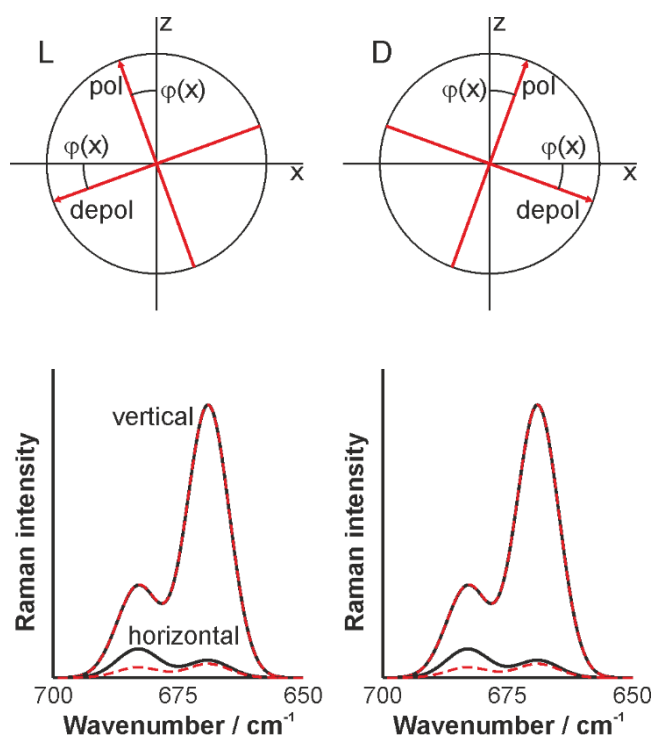 L
z
pol
φ(x)
φ(x)
x
depol
D
z
φ(x)
pol
φ(x)
x
depol
Raman intensity
vertical
horizontal
700
675
650
Wavenumber / cm⁻¹
Raman intensity
700
675
650
Wavenumber / cm⁻¹